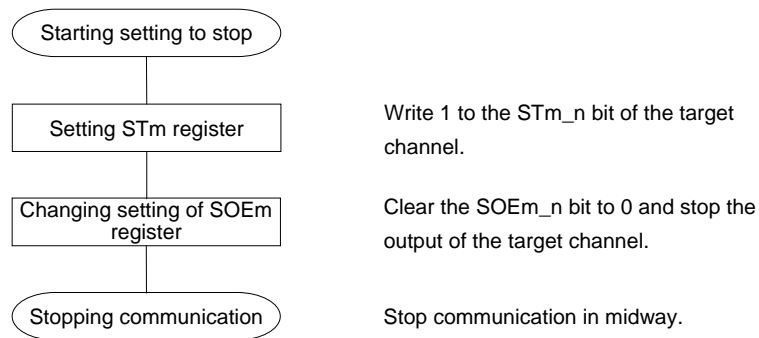 Starting setting to stop
Setting STm register
Write 1 to the STm_n bit of the target
channel.
Changing setting of SOEm
register
Clear the SOEm_n bit to 0 and stop the
output of the target channel.
Stopping communication
Stop communication in midway.